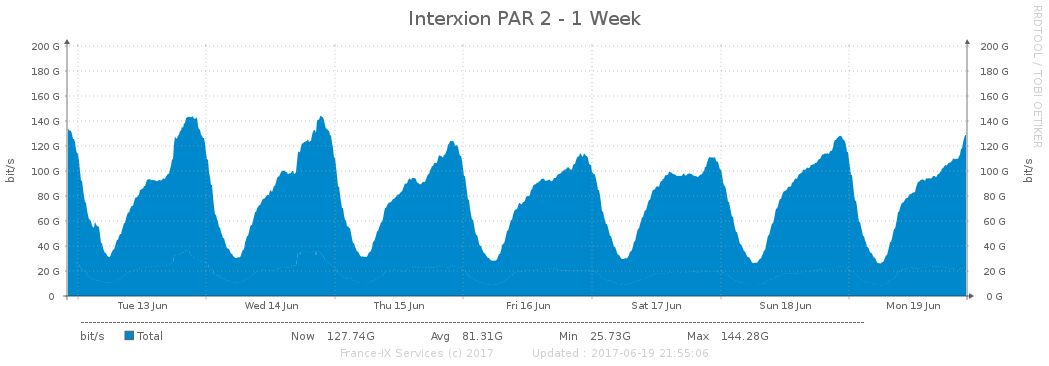 Interxion PAR 2 - 1 Week
RRDTOOL / TOBI OETIKER
200 G 200 G
180 G 180 G
160 G 160 G
140 G 140 G
120 G 120 G
100 G 100 G
80 G 80 G
60 G 60 G
40 G 40 G
20 G 20 G
0 0 G
bit/s
bit/s
Tue 13 Jun Wed 14 Jun Thu 15 Jun Fri 16 Jun Sat 17 Jun Sun 18 Jun Mon 19 Jun
bit/s Total Now 127.74G Avg 81.31G Min 25.73G Max 144.28G
France-IX Services (c) 2017 Updated : 2017-06-19 21:55:06